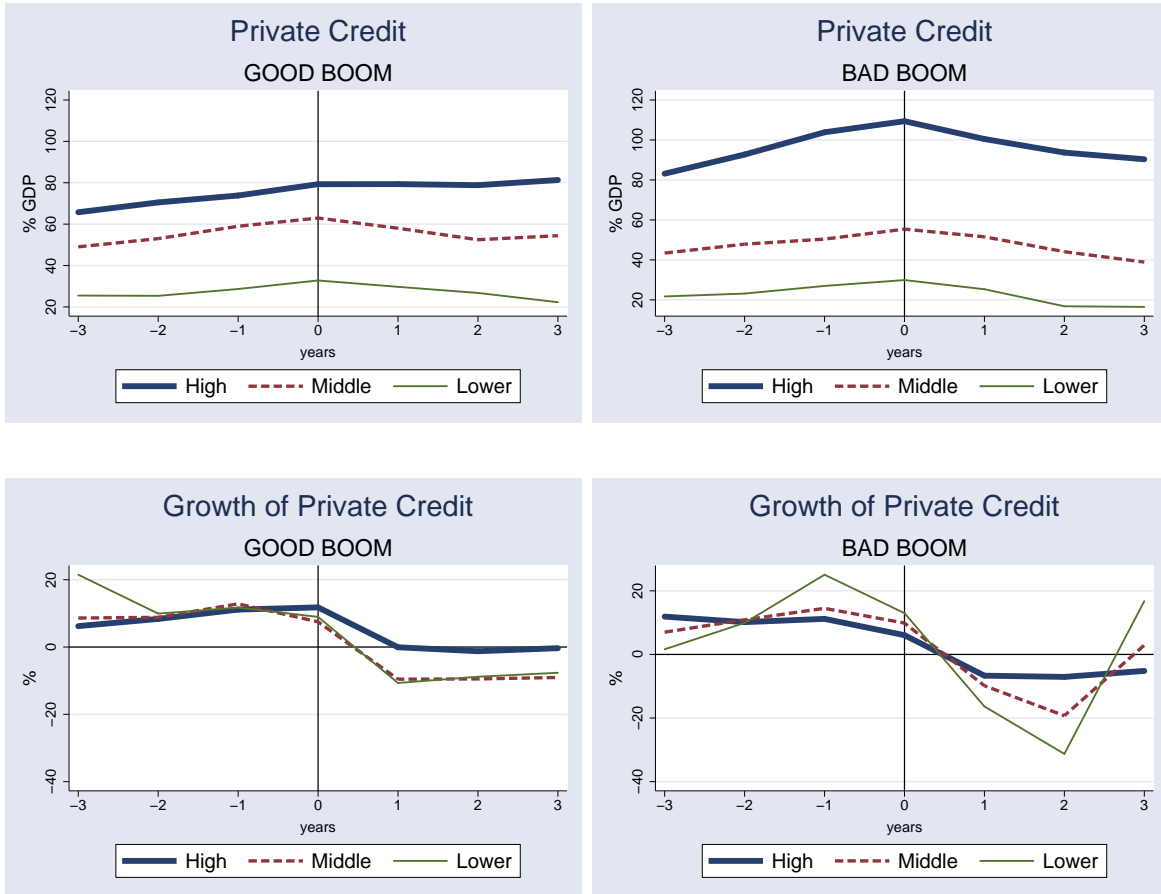 Private Credit
GOOD BOOM
% GDP
120
100
80
60
40
20
−3 −2 −1 0 1 2 3
years
High Middle Lower
Private Credit
BAD BOOM
% GDP
120
100
80
60
40
20
−3 −2 −1 0 1 2 3
years
High Middle Lower
Growth of Private Credit
GOOD BOOM
%
20
0
−20
−40
−3 −2 −1 0 1 2 3
years
High Middle Lower
Growth of Private Credit
BAD BOOM
%
20
0
−20
−40
−3 −2 −1 0 1 2 3
years
High Middle Lower